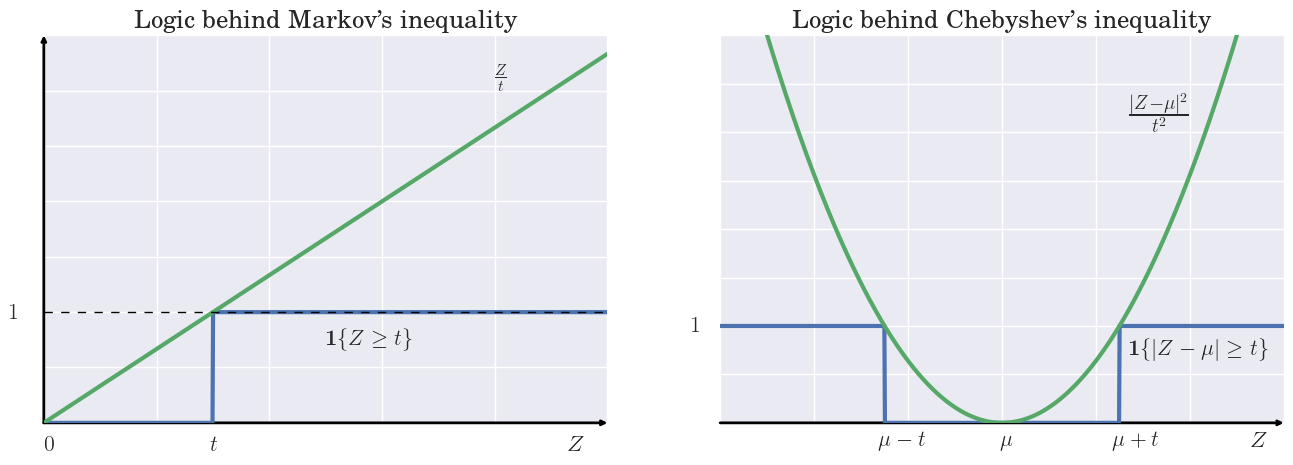 Logic behind Markov's inequality
Z/t
1
1{Z ≥ t}
0 t Z
Logic behind Chebyshev's inequality
|Z−μ|²/t²
1
1{|Z − μ| ≥ t}
μ − t μ μ + t Z